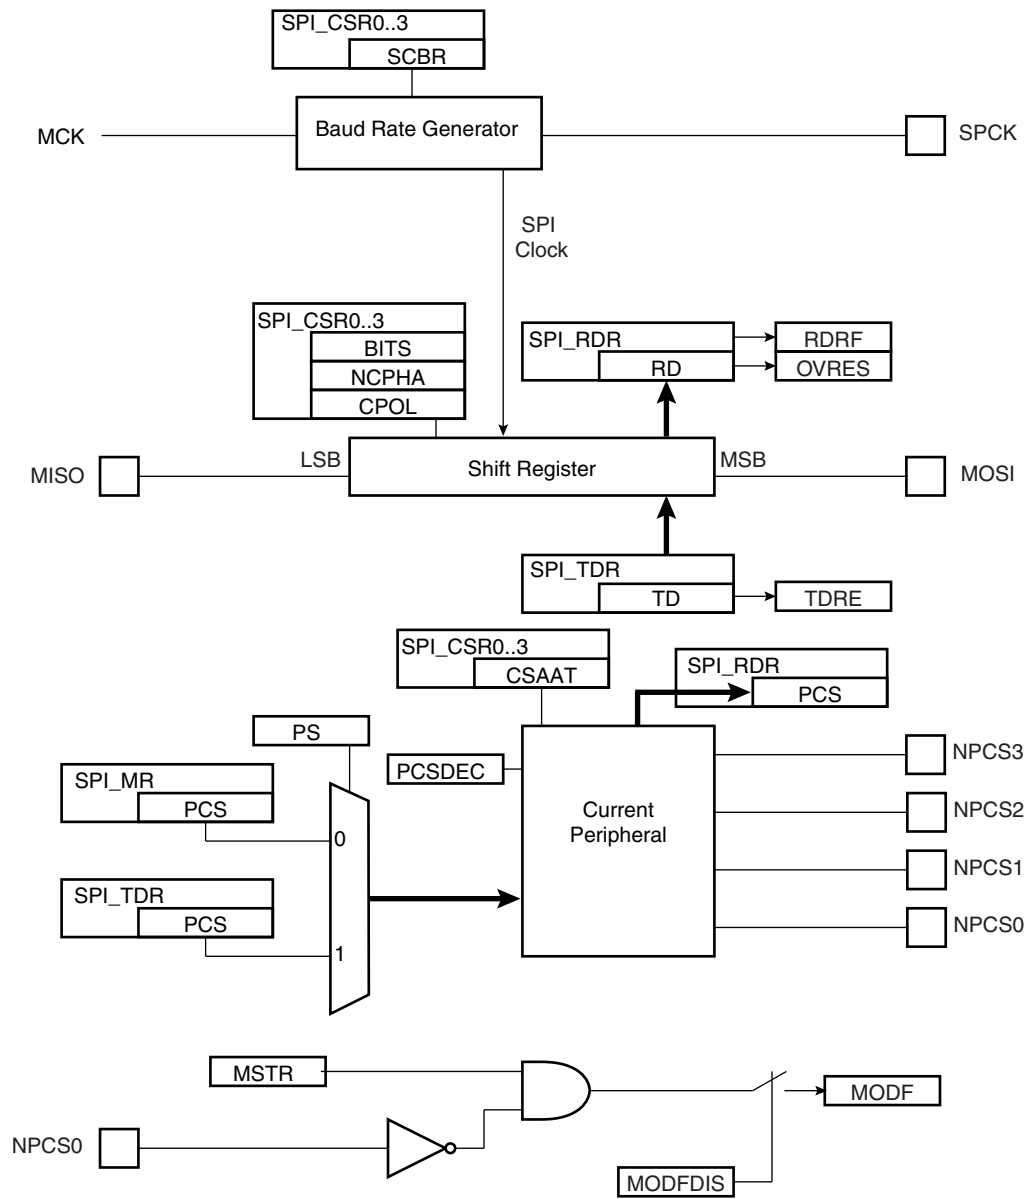 SPI_CSR0..3
SCBR
MCK
Baud Rate Generator
SPCK
SPI
Clock
SPI_CSR0..3
BITS
NCPHA
CPOL
SPI_RDR
RD
RDRF
OVRES
MISO
LSB
Shift Register
MSB
MOSI
SPI_TDR
TD
TDRE
SPI_CSR0..3
CSAAT
SPI_RDR
PCS
PS
PCSDEC
SPI_MR
PCS
0
SPI_TDR
PCS
1
Current
Peripheral
NPCS3
NPCS2
NPCS1
NPCS0
MSTR
MODF
NPCS0
MODFDIS